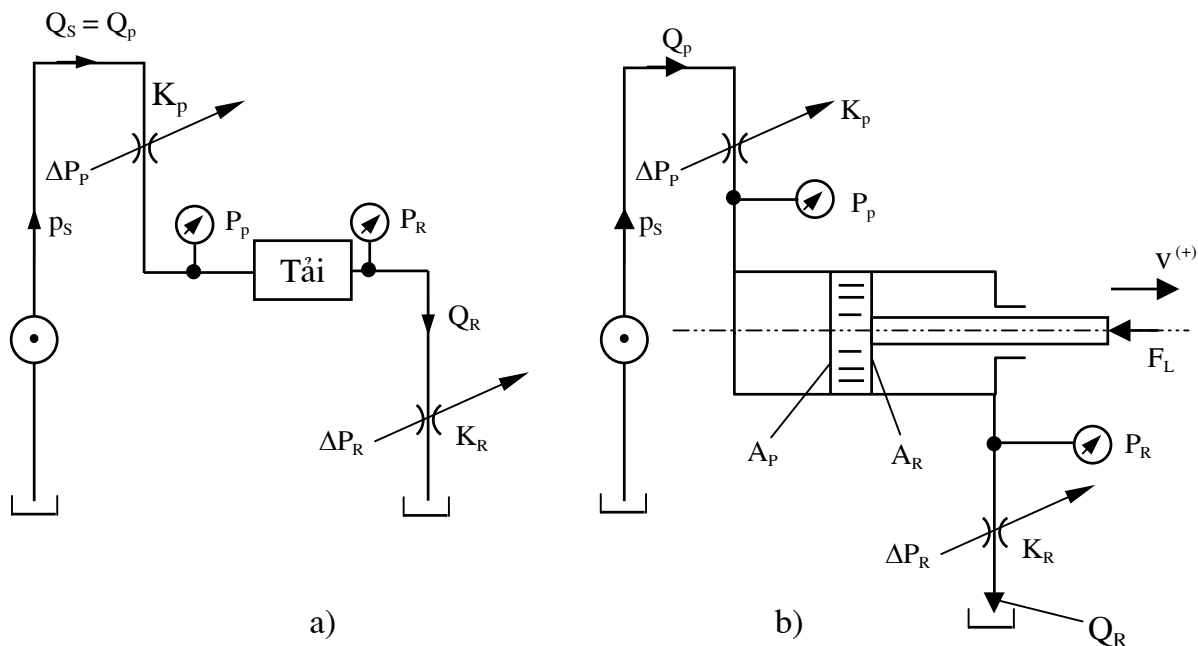 Q_S = Q_p
K_p
ΔP_P
p_S
P_p
P_R
Tải
Q_R
ΔP_R
K_R
a)
Q_p
K_p
ΔP_P
P_p
p_S
v^(+)
F_L
A_P
A_R
P_R
ΔP_R
K_R
Q_R
b)